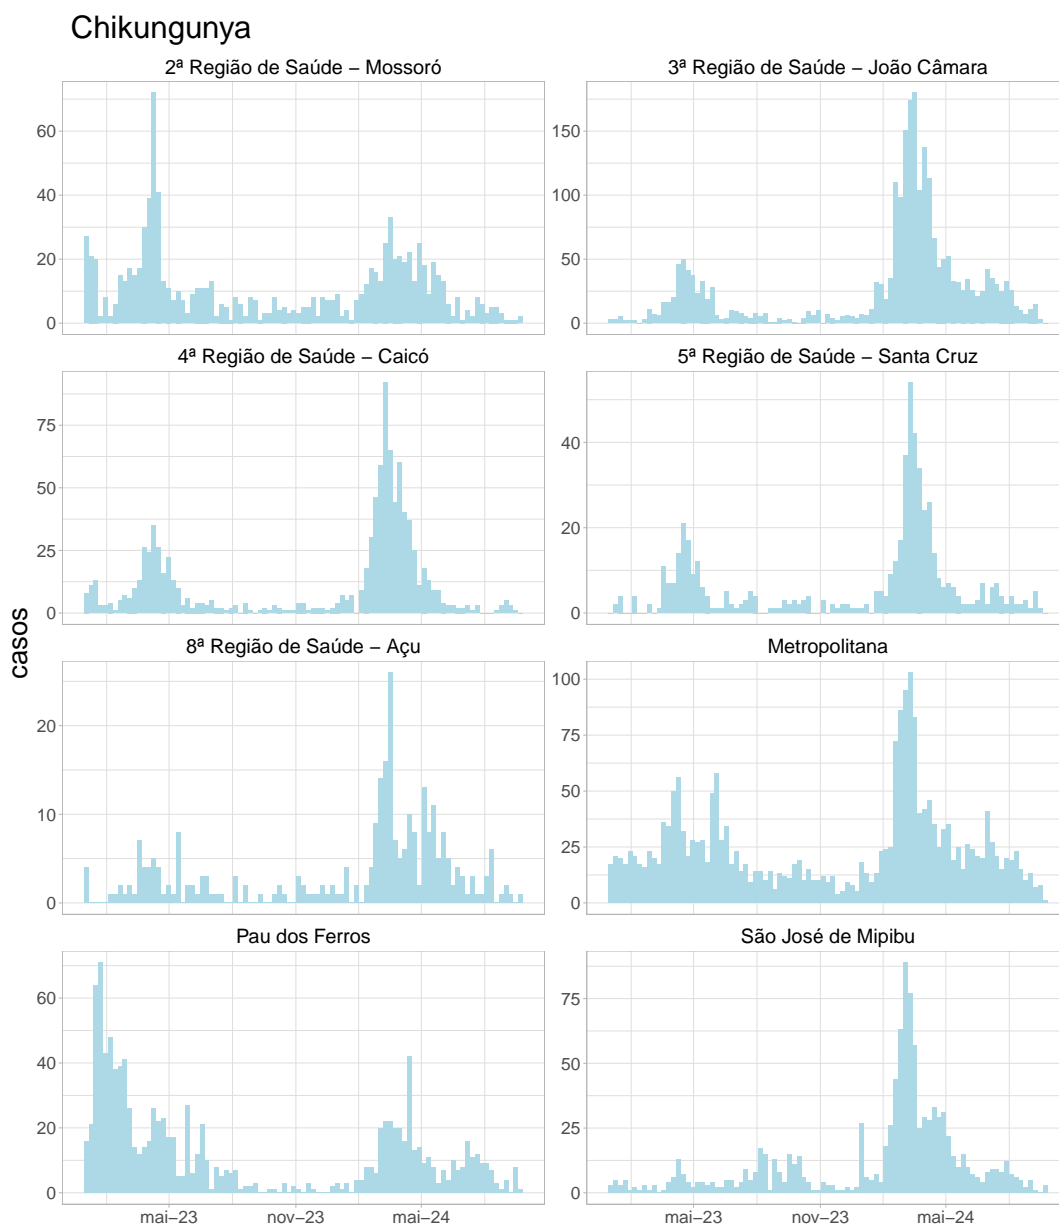 Chikungunya
2ª Região de Saúde – Mossoró
3ª Região de Saúde – João Câmara
60
40
20
0
150
100
50
0
4ª Região de Saúde – Caicó
5ª Região de Saúde – Santa Cruz
75
50
25
0
40
20
0
casos
8ª Região de Saúde – Açu
Metropolitana
20
10
0
100
75
50
25
0
Pau dos Ferros
São José de Mipibu
60
40
20
0
75
50
25
0
mai–23 nov–23 mai–24
mai–23 nov–23 mai–24